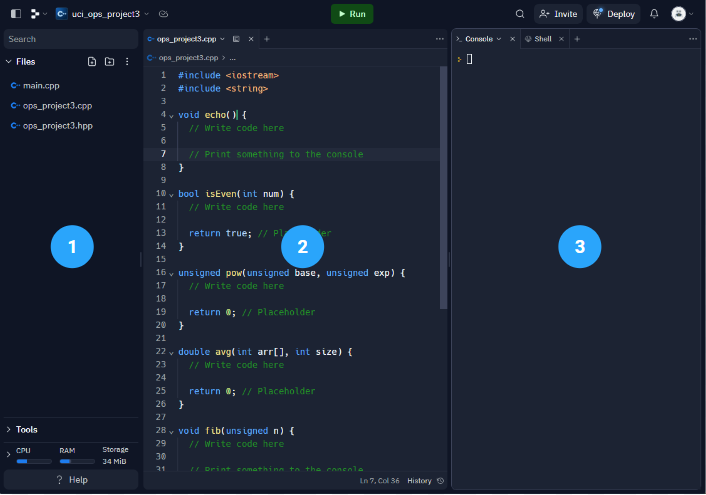 uci_ops_project3
Run
Invite
Deploy
Search
Files
main.cpp
ops_project3.cpp
ops_project3.hpp
1
Tools
CPU
RAM
Storage
34 MiB
Help
ops_project3.cpp
ops_project3.cpp > ...
1 #include <iostream>
2 #include <string>
3
4 void echo() {
5 // Write code here
6
7 // Print something to the console
8 }
9
10 bool isEven(int num) {
11 // Write code here
12
13 return true; // Pl der
14 }
15
16 unsigned pow(unsigned base, unsigned exp) {
17 // Write code here
18
19 return 0; // Placeholder
20 }
21
22 double avg(int arr[], int size) {
23 // Write code here
24
25 return 0; // Placeholder
26 }
27
28 void fib(unsigned n) {
29 // Write code here
30
31 // Print something to the console
2
Ln 7, Col 36
History
Console
Shell
3